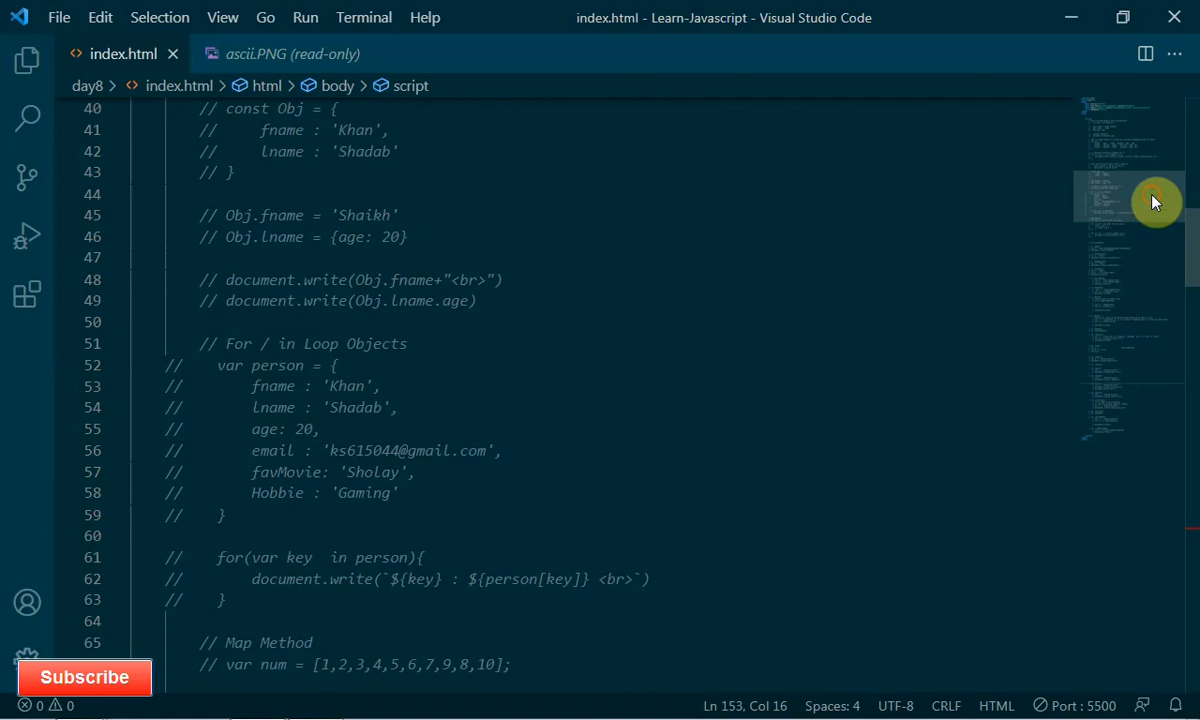 File Edit Selection View Go Run Terminal Help index.html - Learn-Javascript - Visual Studio Code
index.html ascii.PNG (read-only)
day8 > index.html > html > body > script
40 // const Obj = {
41 // fname : 'Khan',
42 // lname : 'Shadab'
43 // }
44
45 // Obj.fname = 'Shaikh'
46 // Obj.lname = {age: 20}
47
48 // document.write(Obj.fname+"<br>")
49 // document.write(Obj.lname.age)
50
51 // For / in Loop Objects
52 // var person = {
53 // fname : 'Khan',
54 // lname : 'Shadab',
55 // age: 20,
56 // email : 'ks615044@gmail.com',
57 // favMovie: 'Sholay',
58 // Hobbie : 'Gaming'
59 // }
60
61 // for(var key in person){
62 // document.write(`${key} : ${person[key]} <br>`)
63 // }
64
65 // Map Method
66 // var num = [1,2,3,4,5,6,7,9,8,10];
Subscribe
0 0 Ln 153, Col 16 Spaces: 4 UTF-8 CRLF HTML Port : 5500